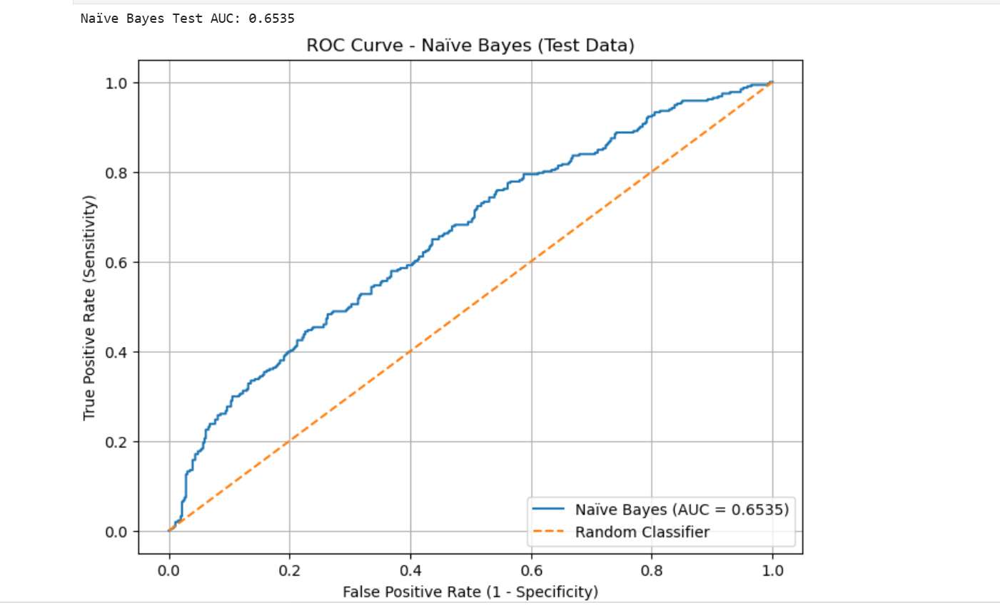 Naïve Bayes Test AUC: 0.6535
ROC Curve - Naïve Bayes (Test Data)
True Positive Rate (Sensitivity)
1.0
0.8
0.6
0.4
0.2
0.0
Naïve Bayes (AUC = 0.6535)
Random Classifier
0.0 0.2 0.4 0.6 0.8 1.0
False Positive Rate (1 - Specificity)